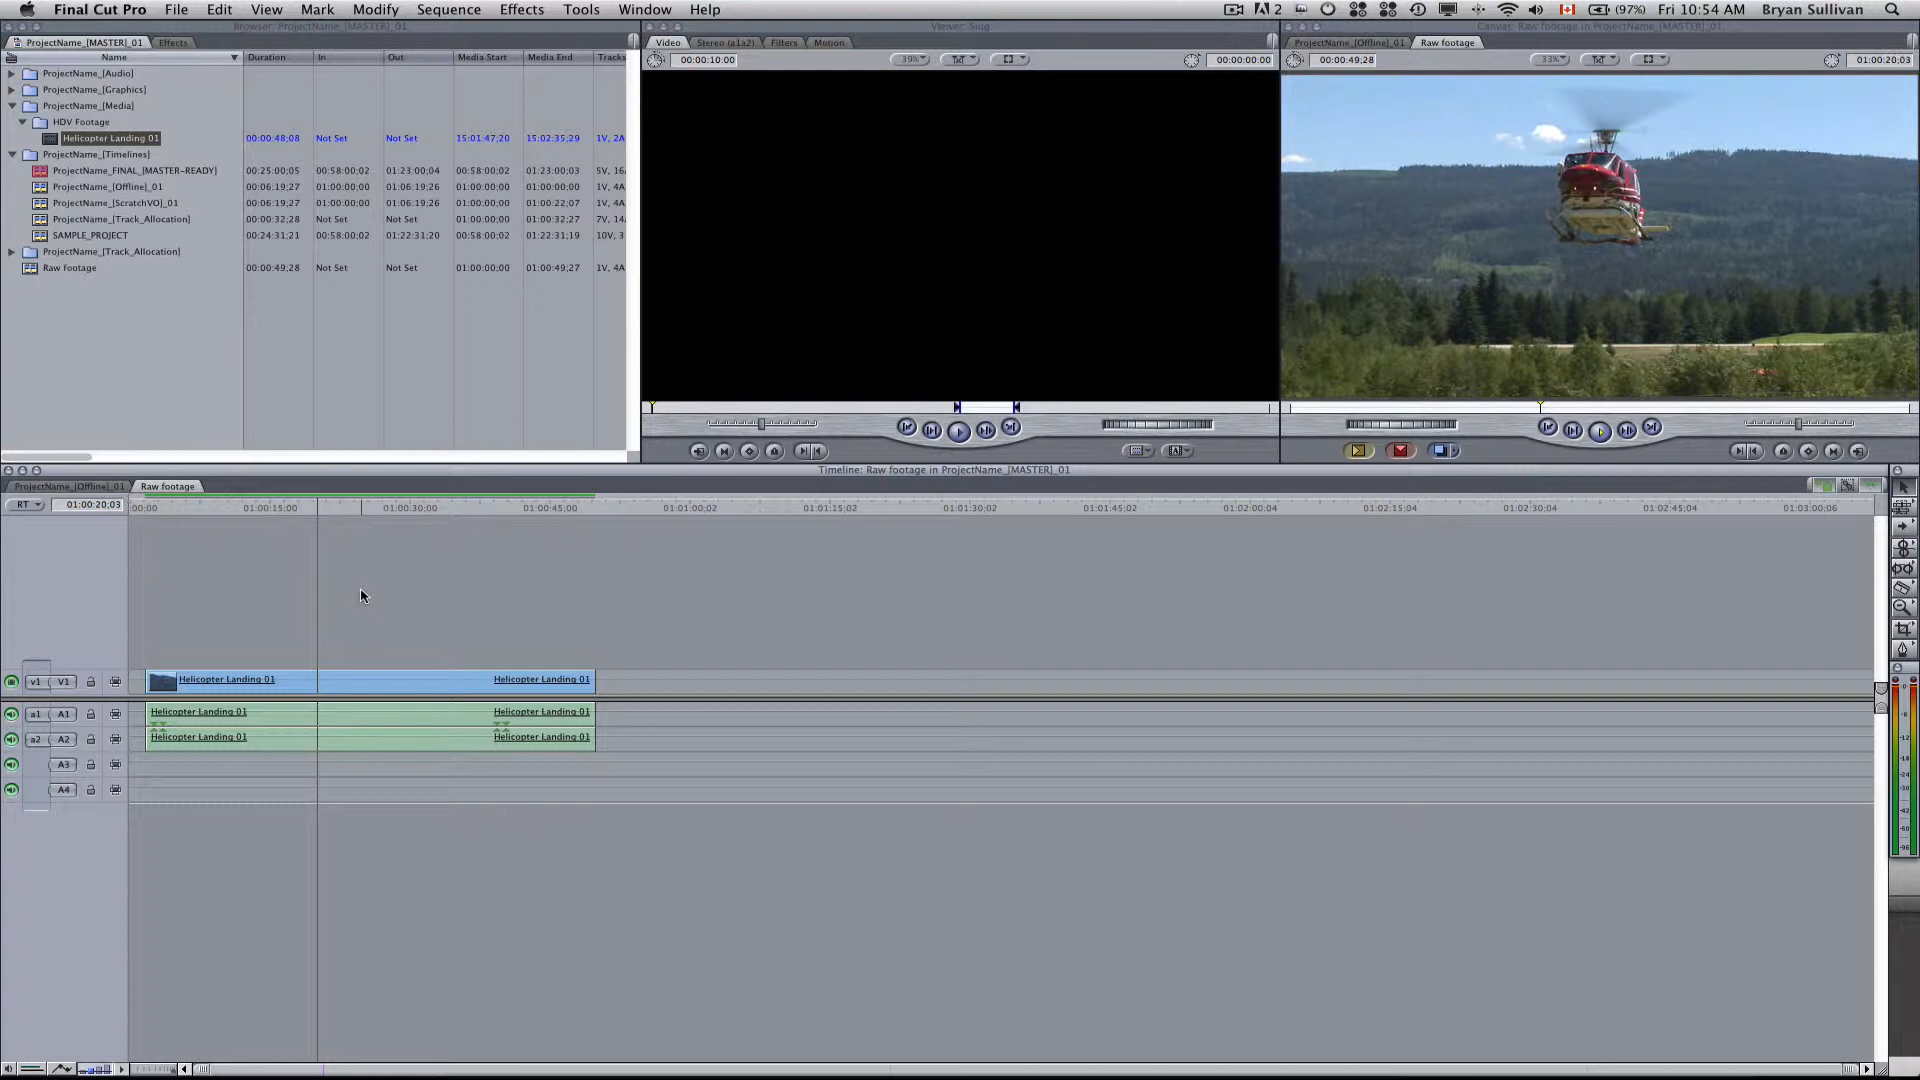 Final Cut Pro File Edit View Mark Modify Sequence Effects Tools Window Help 2 (97%) Fri 10:54 AM Bryan Sullivan
Browser: ProjectName_[MASTER]_01
ProjectName_[MASTER]_01 Effects
Name Duration In Out Media Start Media End Tracks
ProjectName_[Audio]
ProjectName_[Graphics]
ProjectName_[Media]
HDV Footage
Helicopter Landing 01 00:00:48;08 Not Set Not Set 15:01:47;20 15:02:35;29 1V, 2A
ProjectName_[Timelines]
ProjectName_FINAL_[MASTER-READY] 00:25:00;05 00:58:00;02 01:23:00;04 00:58:00;02 01:23:00;03 5V, 16
ProjectName_[Offline]_01 00:06:19;27 01:00:00;00 01:06:19;26 01:00:00;00 01:06:19;26 1V, 4A
ProjectName_[ScratchVO]_01 00:06:19;27 01:00:00;00 01:06:19;26 01:00:00;00 01:00:22;07 1V, 4A
ProjectName_[Track_Allocation] 00:00:32;28 Not Set Not Set 01:00:00;00 01:00:32;27 7V, 14
SAMPLE_PROJECT 00:24:31;21 00:58:00;02 01:22:31;20 00:58:00;02 01:22:31;19 10V, 3
ProjectName_[Track_Allocation]
Raw footage 00:00:49;28 Not Set Not Set 01:00:00;00 01:00:49;27 1V, 4A
Viewer: Slug
Video Stereo (a1a2) Filters Motion
00:00:10:00 39% 00:00:00:00
Canvas: Raw footage in ProjectName_[MASTER]_01
ProjectName_[Offline]_01 Raw footage
00:00:49;28 33% 01:00:20;03
Timeline: Raw footage in ProjectName_[MASTER]_01
ProjectName_[Offline]_01 Raw footage
RT 01:00:20;03 :00;00 01:00:15;00 01:00:30;00 01:00:45;00 01:01:00;02 01:01:15;02 01:01:30;02 01:01:45;02 01:02:00;04 01:02:15;04 01:02:30;04 01:02:45;04 01:03:00;06
v1 V1 Helicopter Landing 01 Helicopter Landing 01
a1 A1 Helicopter Landing 01 Helicopter Landing 01
a2 A2 Helicopter Landing 01 Helicopter Landing 01
A3
A4
0
-6
-12
-18
-24
-30
-42
-60
-96